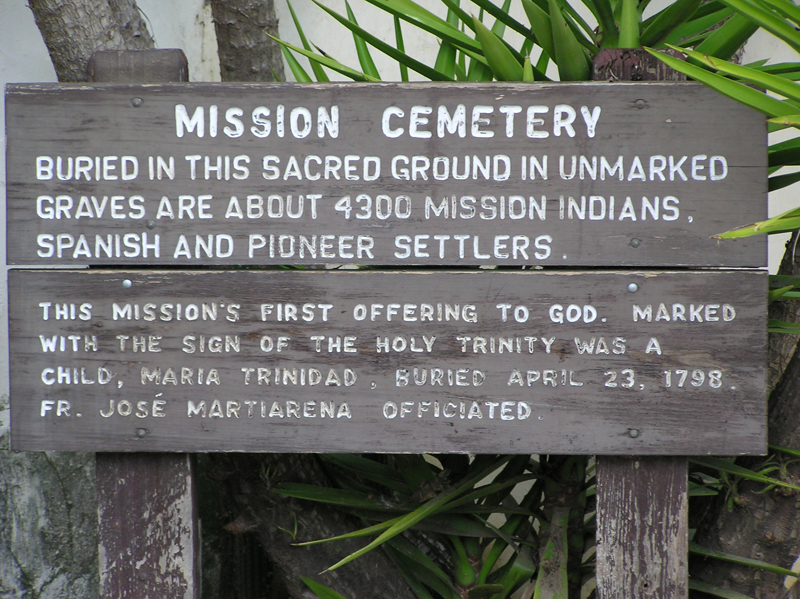 MISSION CEMETERY
BURIED IN THIS SACRED GROUND IN UNMARKED
GRAVES ARE ABOUT 4300 MISSION INDIANS,
SPANISH AND PIONEER SETTLERS.
THIS MISSION'S FIRST OFFERING TO GOD. MARKED
WITH THE SIGN OF THE HOLY TRINITY WAS A
CHILD, MARIA TRINIDAD, BURIED APRIL 23, 1798.
FR. JOSÉ MARTIARENA OFFICIATED.